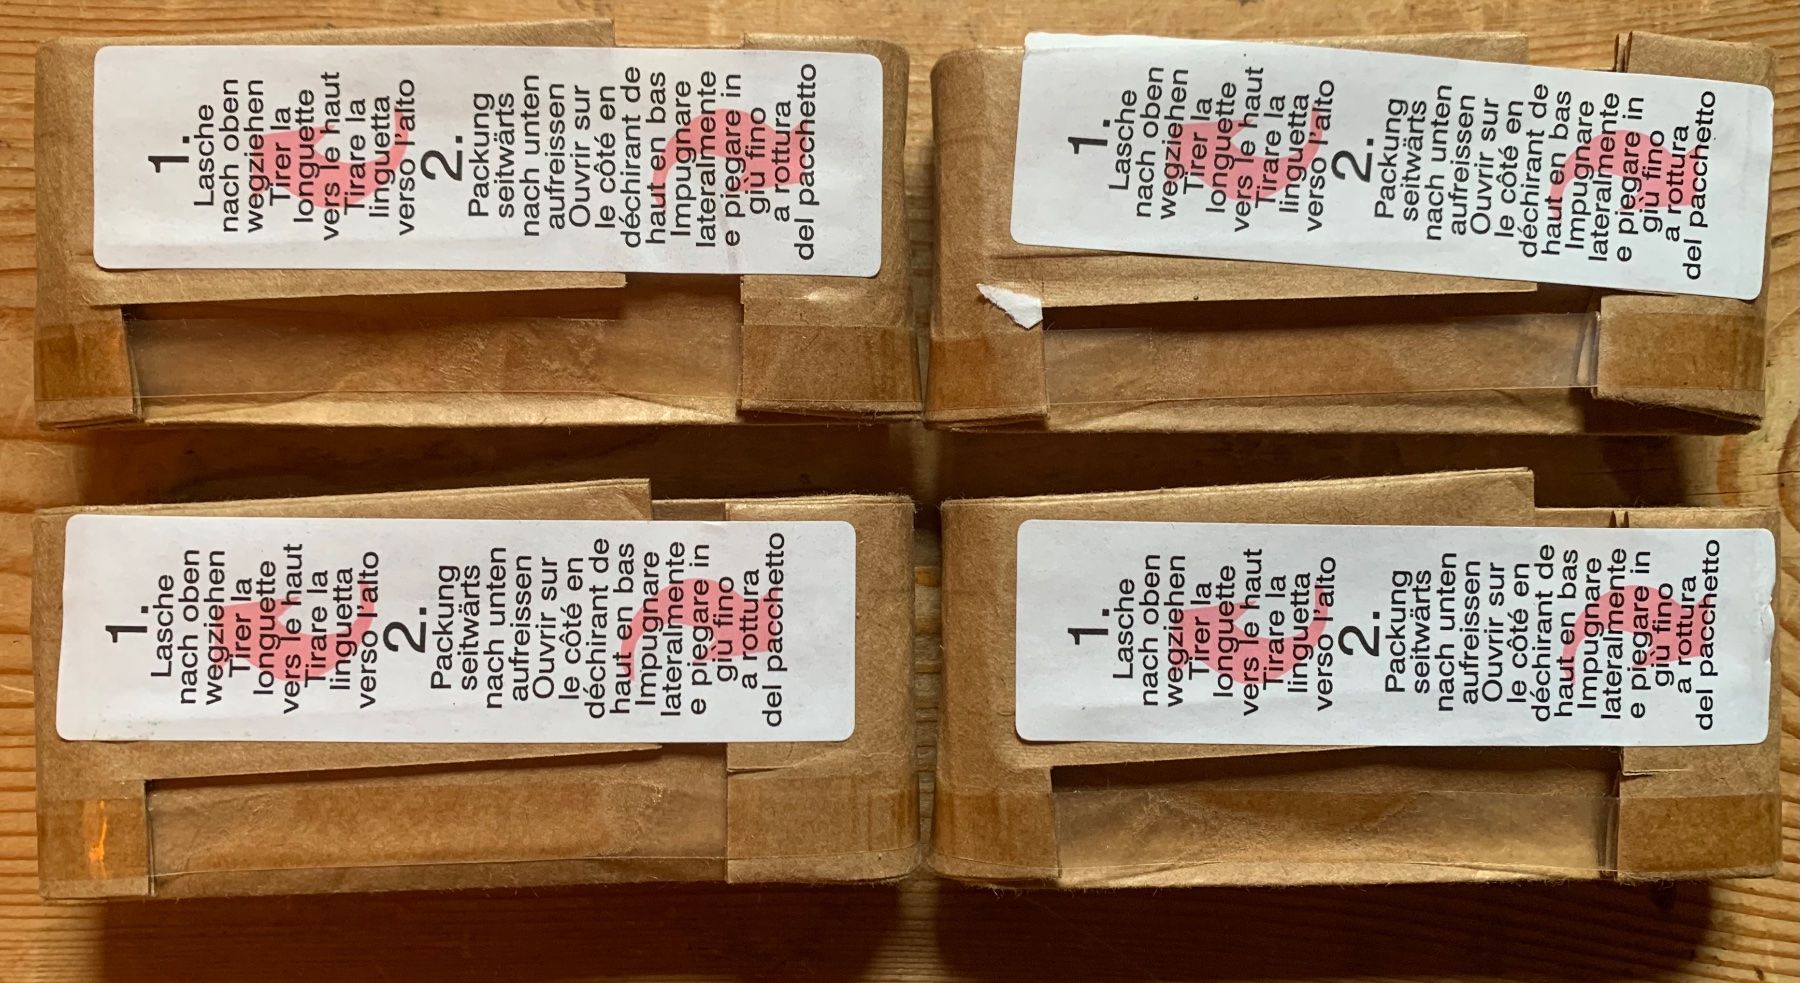 1.
Lasche
nach oben
wegziehen
Tirer la
longuette
vers le haut
Tirare la
linguetta
verso l'alto
2.
Packung
seitwärts
nach unten
aufreissen
Ouvrir sur
le côté en
déchirant de
haut en bas
Impugnare
lateralmente
e piegare in
giù fino
a rottura
del pacchetto
1.
Lasche
nach oben
wegziehen
Tirer la
longuette
vers le haut
Tirare la
linguetta
verso l'alto
2.
Packung
seitwärts
nach unten
aufreissen
Ouvrir sur
le côté en
déchirant de
haut en bas
Impugnare
lateralmente
e piegare in
giù fino
a rottura
del pacchetto
1.
Lasche
nach oben
wegziehen
Tirer la
longuette
vers le haut
Tirare la
linguetta
verso l'alto
2.
Packung
seitwärts
nach unten
aufreissen
Ouvrir sur
le côté en
déchirant de
haut en bas
Impugnare
lateralmente
e piegare in
giù fino
a rottura
del pacchetto
1.
Lasche
nach oben
wegziehen
Tirer la
longuette
vers le haut
Tirare la
linguetta
verso l'alto
2.
Packung
seitwärts
nach unten
aufreissen
Ouvrir sur
le côté en
déchirant de
haut en bas
Impugnare
lateralmente
e piegare in
giù fino
a rottura
del pacchetto